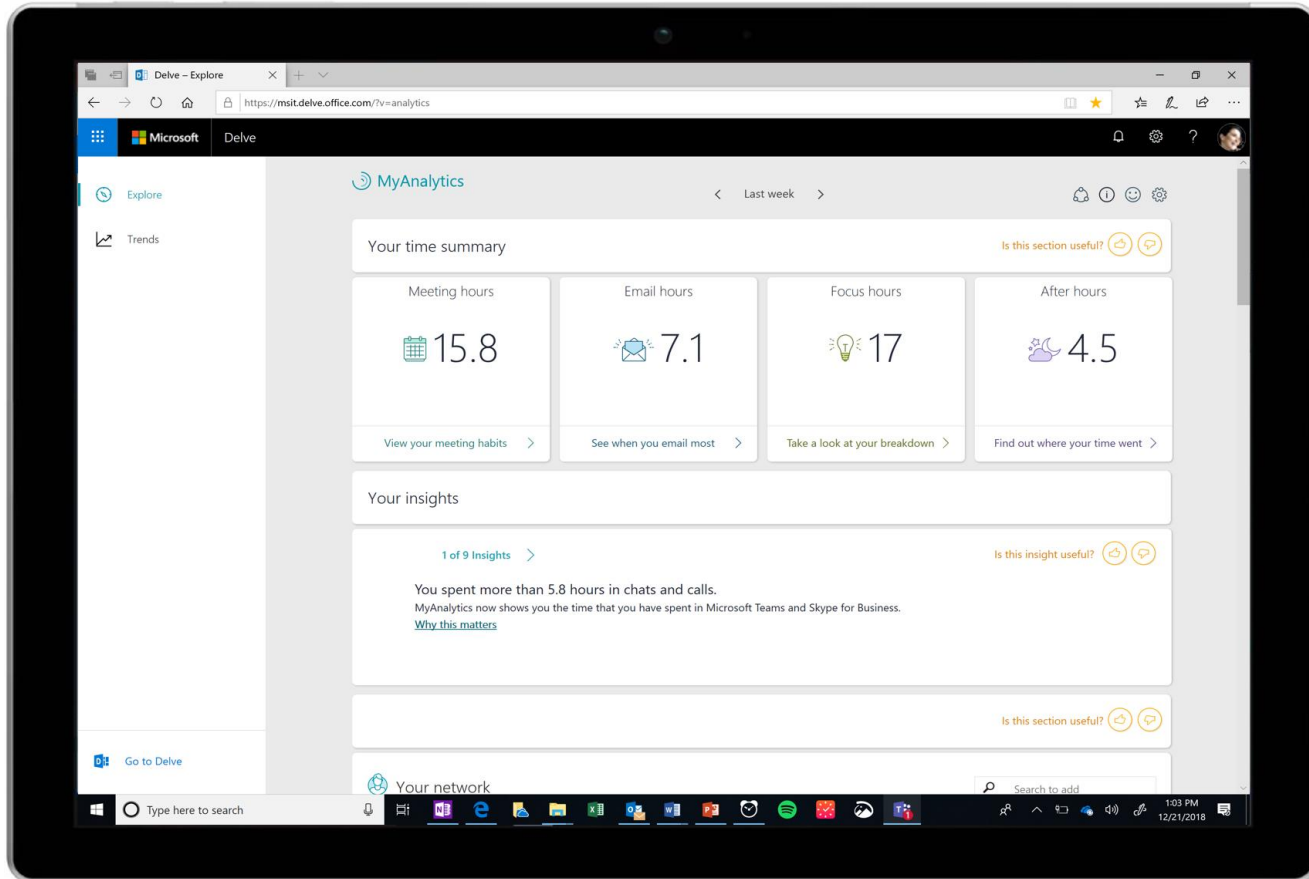 Delve – Explore
https://msit.delve.office.com/?v=analytics
Microsoft Delve
Explore
Trends
Go to Delve
MyAnalytics
Last week
Your time summary
Is this section useful?
Meeting hours
15.8
View your meeting habits
Email hours
7.1
See when you email most
Focus hours
17
Take a look at your breakdown
After hours
4.5
Find out where your time went
Your insights
1 of 9 Insights
Is this insight useful?
You spent more than 5.8 hours in chats and calls.
MyAnalytics now shows you the time that you have spent in Microsoft Teams and Skype for Business.
Why this matters
Is this section useful?
Your network
Search to add
Type here to search
1:03 PM
12/21/2018